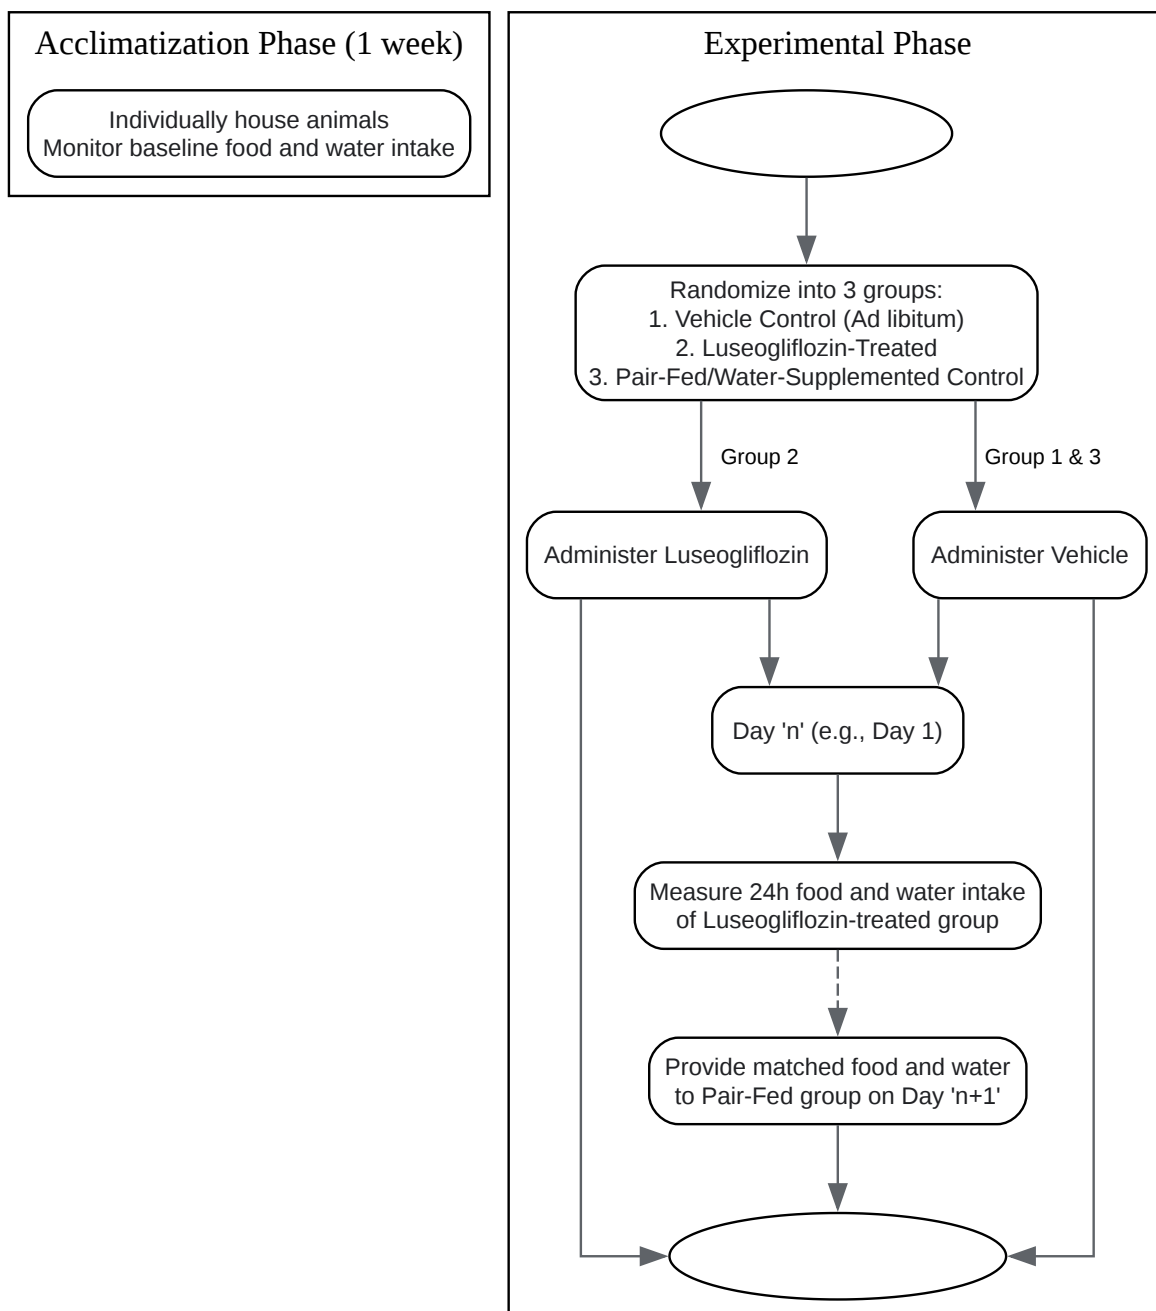 Acclimatization Phase (1 week)
Individually house animals
Monitor baseline food and water intake
Experimental Phase
Randomize into 3 groups:
1. Vehicle Control (Ad libitum)
2. Luseogliflozin-Treated
3. Pair-Fed/Water-Supplemented Control
Group 2
Group 1 & 3
Administer Luseogliflozin
Administer Vehicle
Day 'n' (e.g., Day 1)
Measure 24h food and water intake
of Luseogliflozin-treated group
Provide matched food and water
to Pair-Fed group on Day 'n+1'